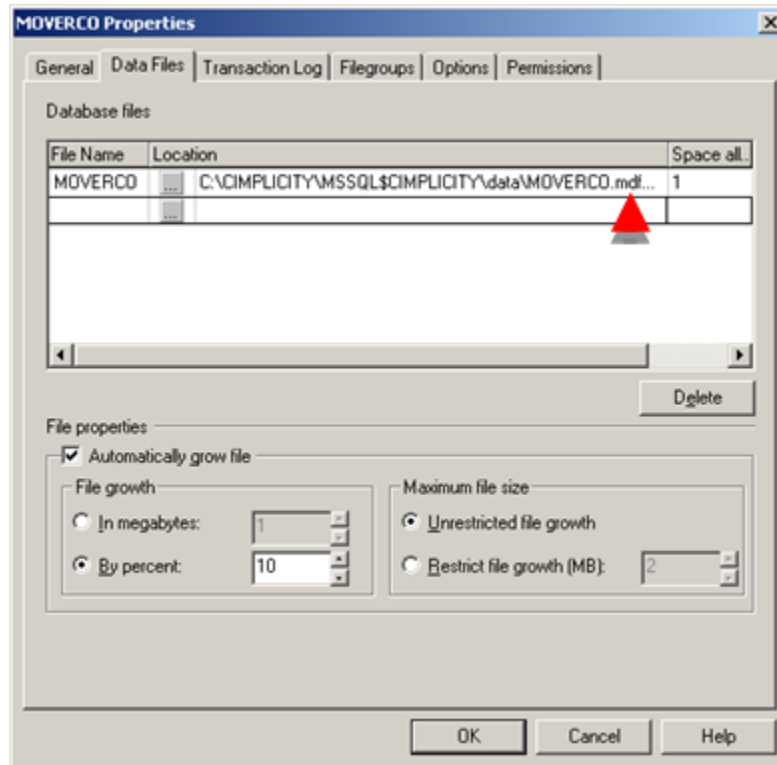 MOVERCO Properties
General Data Files Transaction Log Filegroups Options Permissions
Database files
File Name Location Space all..
MOVERCO ... C:\CIMPLICITY\MSSQL$CIMPLICITY\data\MOVERCO.mdf... 1
...
Delete
File properties
Automatically grow file
File growth Maximum file size
In megabytes: 1 Unrestricted file growth
By percent: 10 Restrict file growth (MB): 2
OK Cancel Help